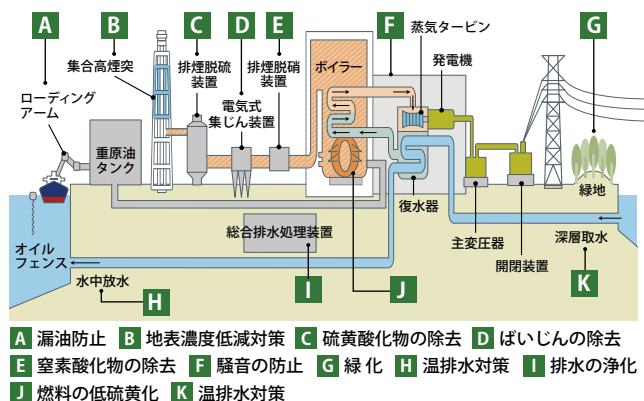 A
B
C
D
E
F
G
集合高煙突
ローディング
アーム
重原油
タンク
排煙脱硫
装置
電気式
集じん装置
排煙脱硝
装置
ボイラー
蒸気タービン
発電機
緑地
オイル
フェンス
水中放水
H
総合排水処理装置
I
J
復水器
主変圧器
開閉装置
深層取水
K
A 漏油防止 B 地表濃度低減対策 C 硫黄酸化物の除去 D ばいじんの除去
E 窒素酸化物の除去 F 騒音の防止 G 緑化 H 温排水対策 I 排水の浄化
J 燃料の低硫黄化 K 温排水対策